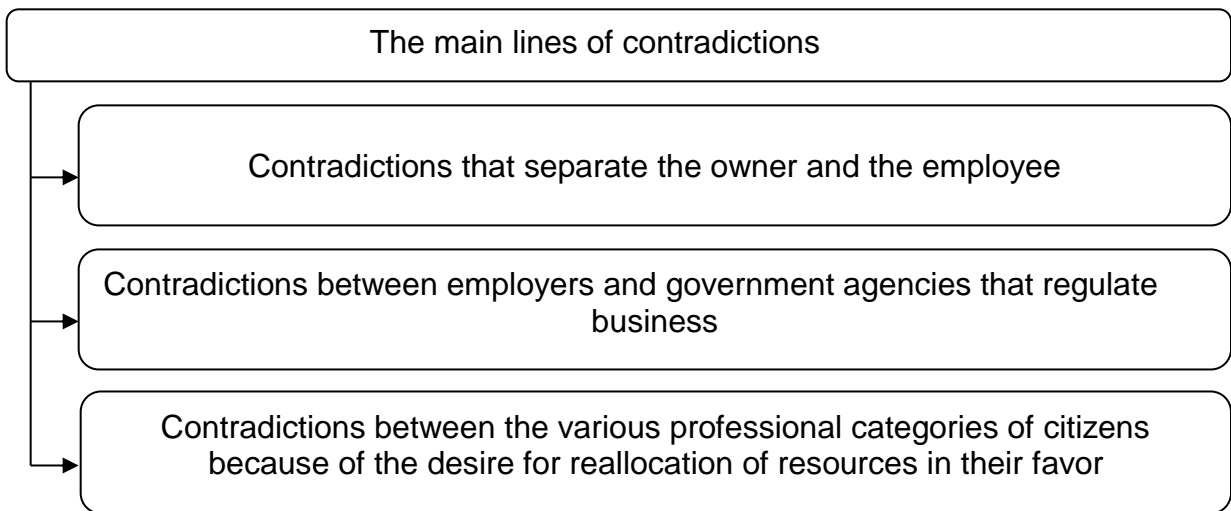 The main lines of contradictions
Contradictions that separate the owner and the employee
Contradictions between employers and government agencies that regulate
business
Contradictions between the various professional categories of citizens
because of the desire for reallocation of resources in their favor